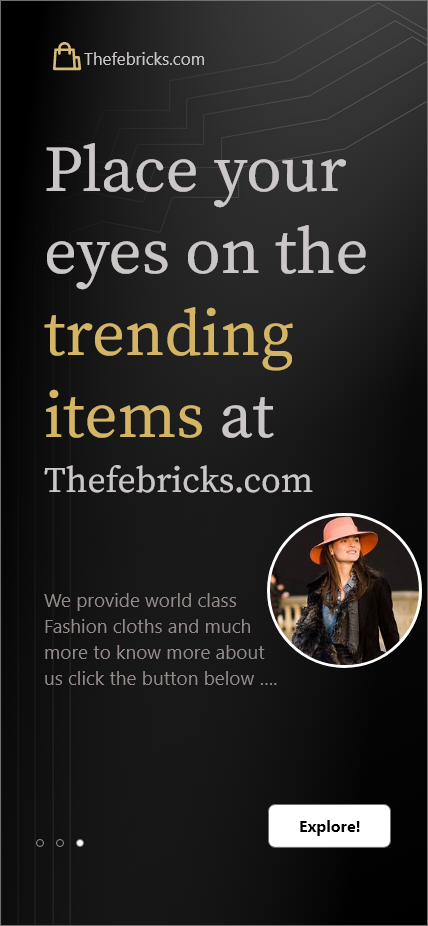 Thefebricks.com
Place your
eyes on the
trending
items at
Thefebricks.com
We provide world class
Fashion cloths and much
more to know more about
us click the button below ....
Explore!